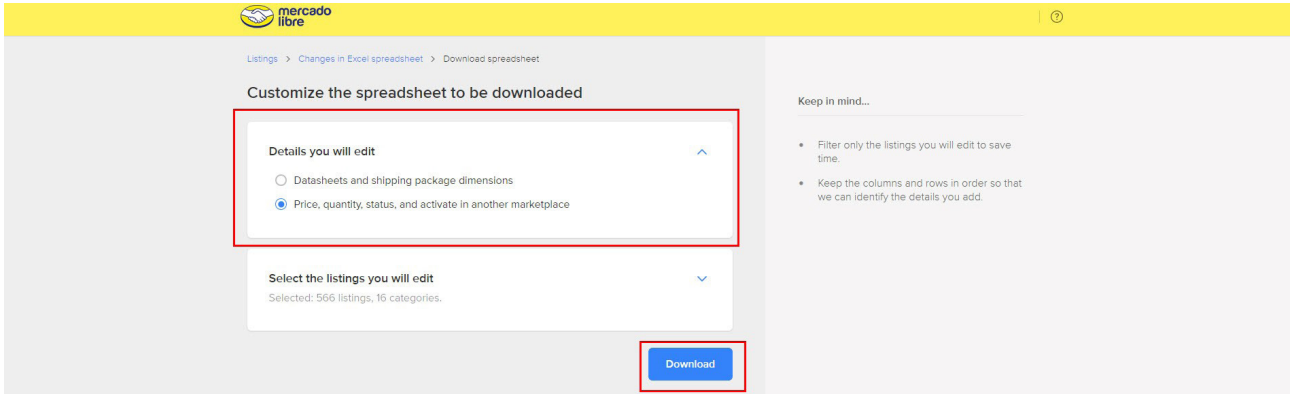 mercado
libre
Listings > Changes in Excel spreadsheet > Download spreadsheet
Customize the spreadsheet to be downloaded
Details you will edit
Datasheets and shipping package dimensions
Price, quantity, status, and activate in another marketplace
Select the listings you will edit
Selected: 566 listings, 16 categories.
Download
Keep in mind...
• Filter only the listings you will edit to save
time.
• Keep the columns and rows in order so that
we can identify the details you add.